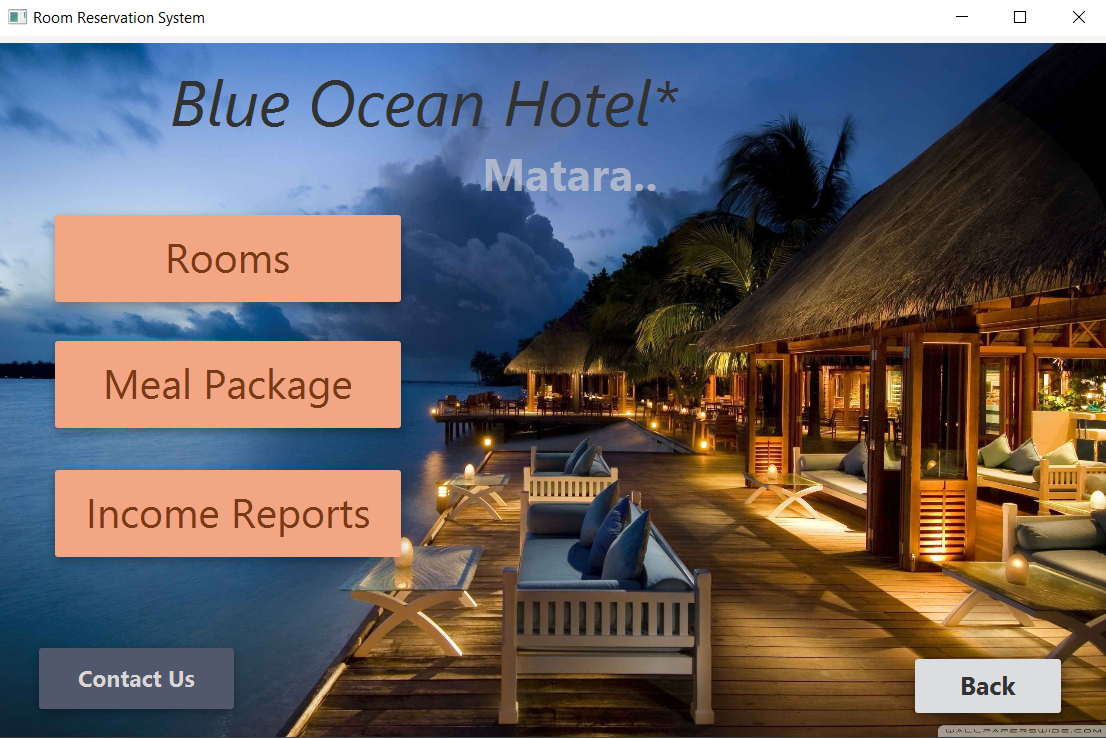 Room Reservation System
Blue Ocean Hotel*
Matara..
Rooms
Meal Package
Income Reports
Contact Us
Back
WALLPAPERSWIDE.COM